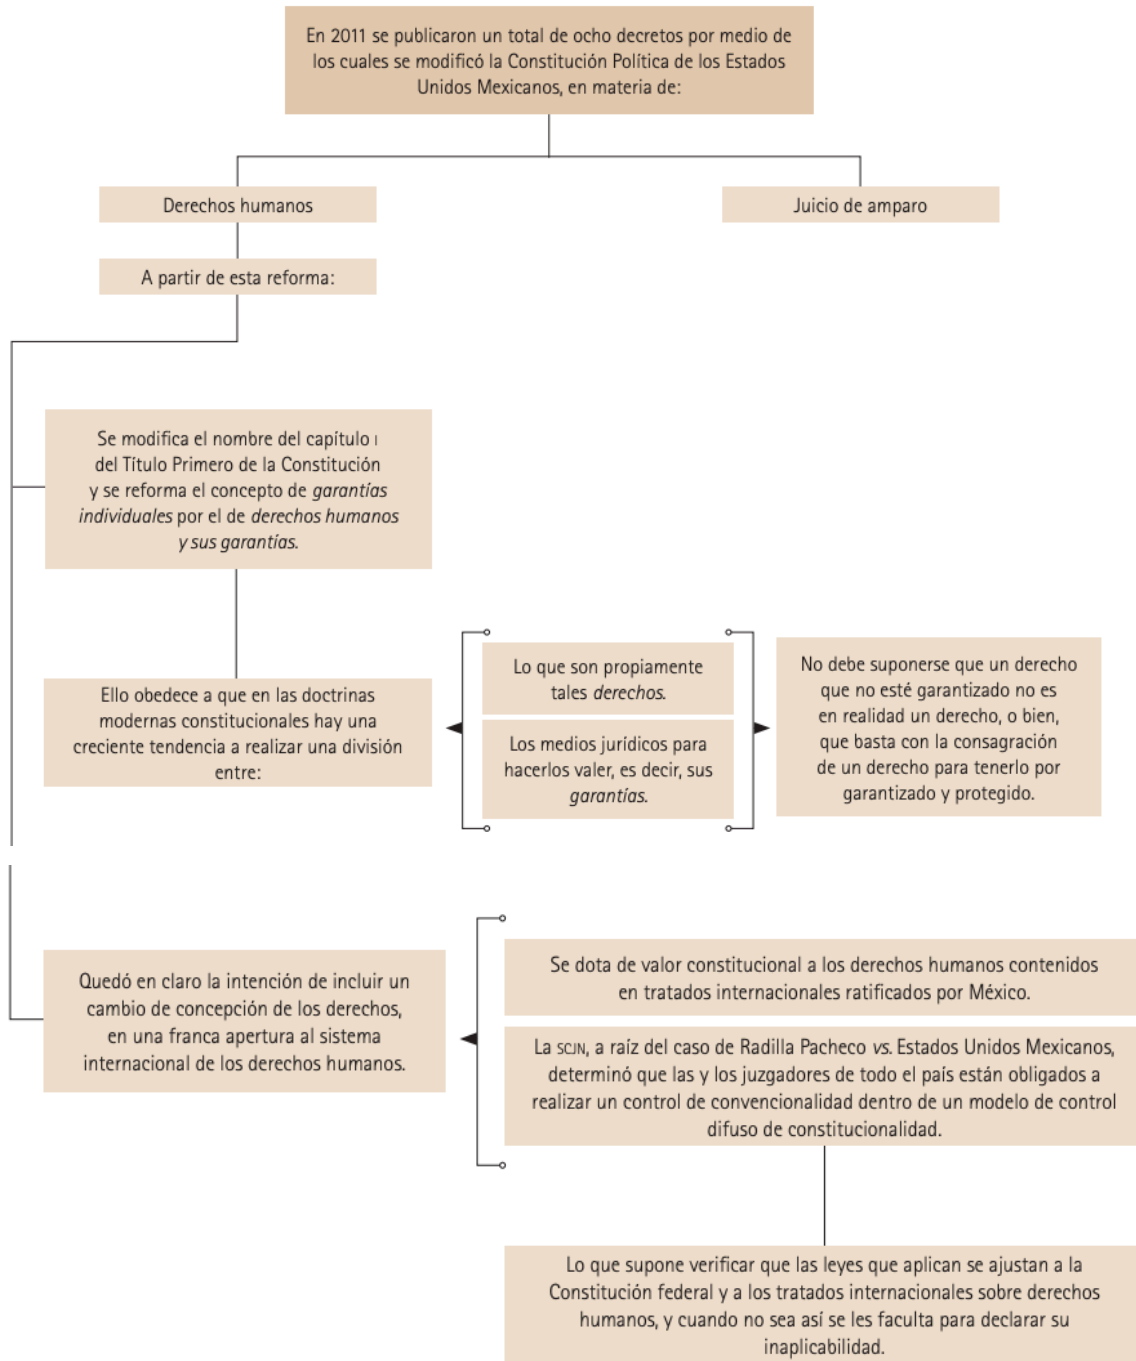 En 2011 se publicaron un total de ocho decretos por medio de
los cuales se modificó la Constitución Política de los Estados
Unidos Mexicanos, en materia de:
Derechos humanos
Juicio de amparo
A partir de esta reforma:
Se modifica el nombre del capítulo I
del Título Primero de la Constitución
y se reforma el concepto de garantías
individuales por el de derechos humanos
y sus garantías.
Ello obedece a que en las doctrinas
modernas constitucionales hay una
creciente tendencia a realizar una división
entre:
Lo que son propiamente
tales derechos.
Los medios jurídicos para
hacerlos valer, es decir, sus
garantías.
No debe suponerse que un derecho
que no esté garantizado no es
en realidad un derecho, o bien,
que basta con la consagración
de un derecho para tenerlo por
garantizado y protegido.
Quedó en claro la intención de incluir un
cambio de concepción de los derechos,
en una franca apertura al sistema
internacional de los derechos humanos.
Se dota de valor constitucional a los derechos humanos contenidos
en tratados internacionales ratificados por México.
La SCJN, a raíz del caso de Radilla Pacheco vs. Estados Unidos Mexicanos,
determinó que las y los juzgadores de todo el país están obligados a
realizar un control de convencionalidad dentro de un modelo de control
difuso de constitucionalidad.
Lo que supone verificar que las leyes que aplican se ajustan a la
Constitución federal y a los tratados internacionales sobre derechos
humanos, y cuando no sea así se les faculta para declarar su
inaplicabilidad.